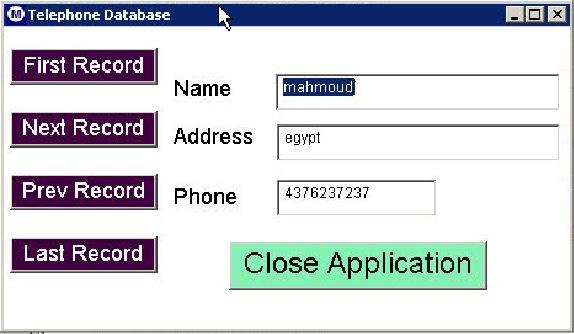 Telephone Database
First Record
Name mahmoud
Next Record
Address egypt
Prev Record
Phone 4376237237
Last Record
Close Application